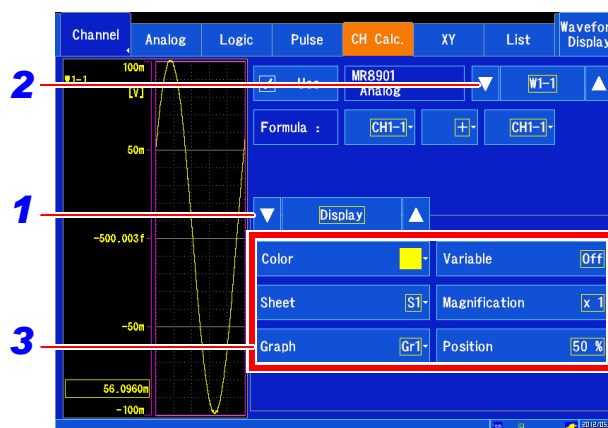 Channel Analog Logic Pulse CH Calc. XY List Wavefor
Display
W1-1 100m
[V]
Use MR8901
Analog
W1-1
2
Formula : CH1-1 + CH1-1
50m
1
Display
-500.003f
Color Variable Off
Sheet S1 Magnification x 1
-50m
3
Graph Gr1 Position 50 %
56.0960m
-100m